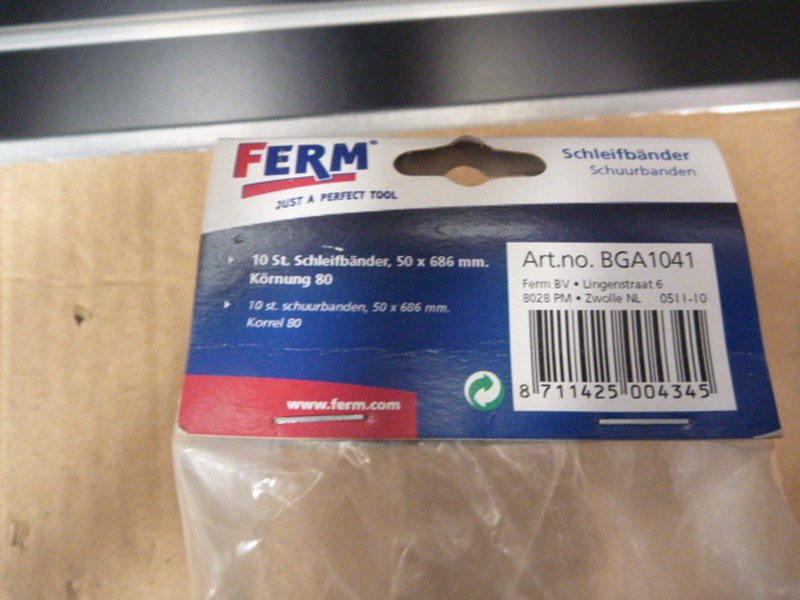 FERM®
JUST A PERFECT TOOL
Schleifbänder
Schuurbanden
10 St. Schleifbänder, 50 x 686 mm.
Körnung 80
10 st. schuurbanden, 50 x 686 mm.
Korrel 80
Art.no. BGA1041
Ferm BV • Lingenstraat 6
8028 PM • Zwolle NL 0511-10
8 711425 004345
www.ferm.com